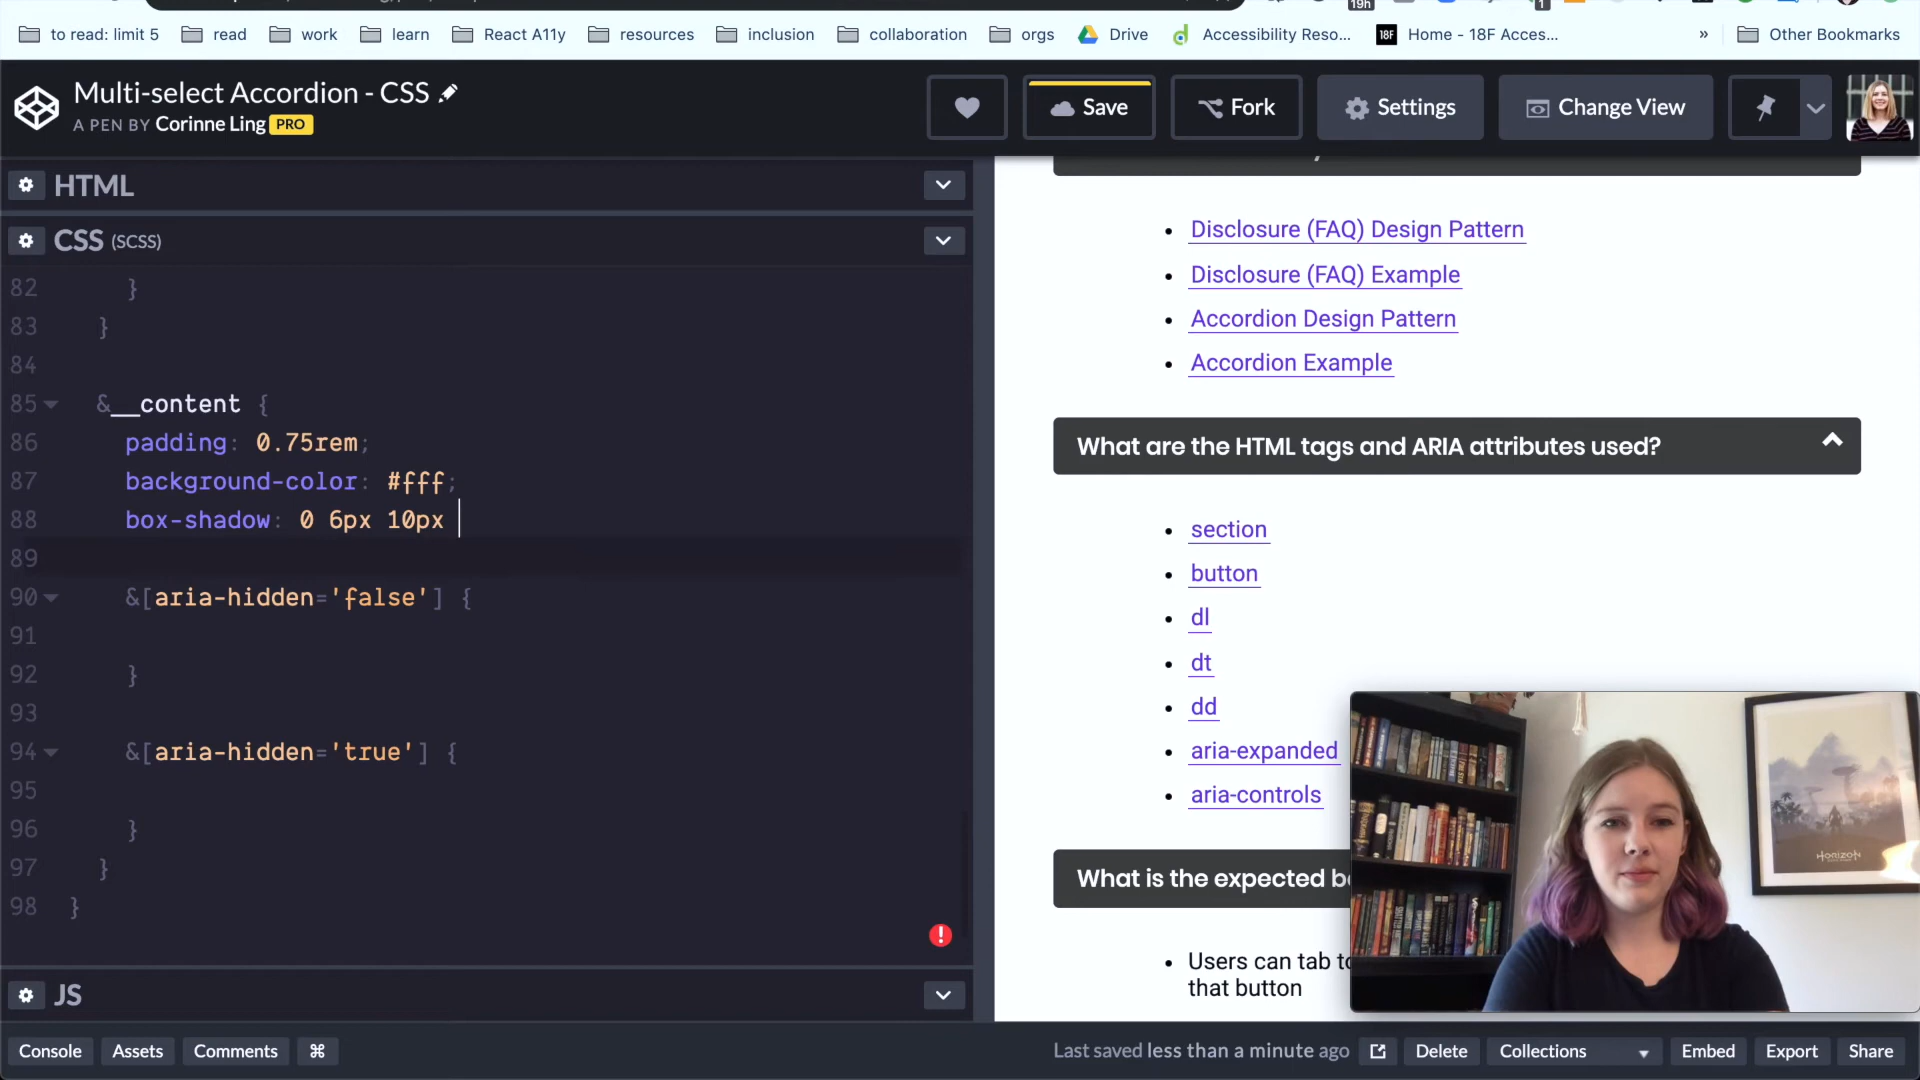 19h
1
to read: limit 5
read
work
learn
React A11y
resources
inclusion
collaboration
orgs
Drive
Accessibility Reso...
18F
Home - 18F Acces...
»
Other Bookmarks
Multi-select Accordion - CSS
A PEN BY Corinne Ling PRO
Save
Fork
Settings
Change View
HTML
CSS (SCSS)
82 }
83 }
84
85 &__content {
86 padding: 0.75rem;
87 background-color: #fff;
88 box-shadow: 0 6px 10px
89
90 &[aria-hidden='false'] {
91
92 }
93
94 &[aria-hidden='true'] {
95
96 }
97 }
98 }
JS
Disclosure (FAQ) Design Pattern
Disclosure (FAQ) Example
Accordion Design Pattern
Accordion Example
What are the HTML tags and ARIA attributes used?
section
button
dl
dt
dd
aria-expanded
aria-controls
What is the expected
Users can tab
that button
HORIZON
Console
Assets
Comments
⌘
Last saved less than a minute ago
Delete
Collections
Embed
Export
Share